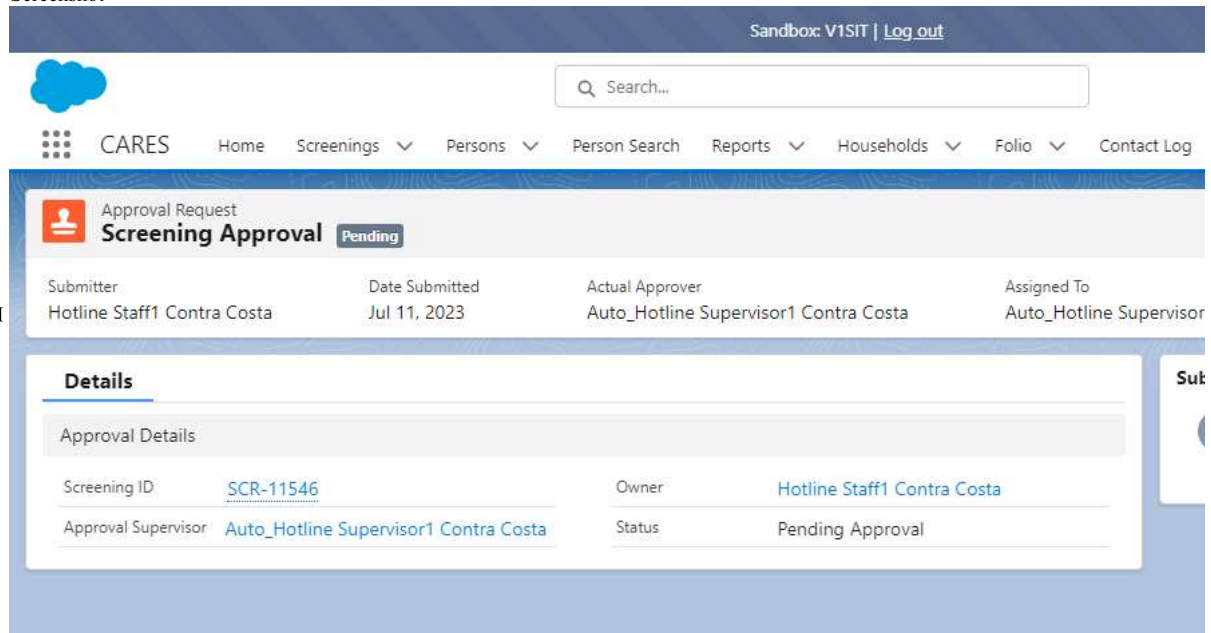 Sandbox: V1SIT | Log out
Search...
CARES Home Screenings Persons Person Search Reports Households Folio Contact Log
Approval Request
Screening Approval Pending
Submitter Date Submitted Actual Approver Assigned To
Hotline Staff1 Contra Costa Jul 11, 2023 Auto_Hotline Supervisor1 Contra Costa Auto_Hotline Supervisor
Details Sub
Approval Details
Screening ID SCR-11546 Owner Hotline Staff1 Contra Costa
Approval Supervisor Auto_Hotline Supervisor1 Contra Costa Status Pending Approval